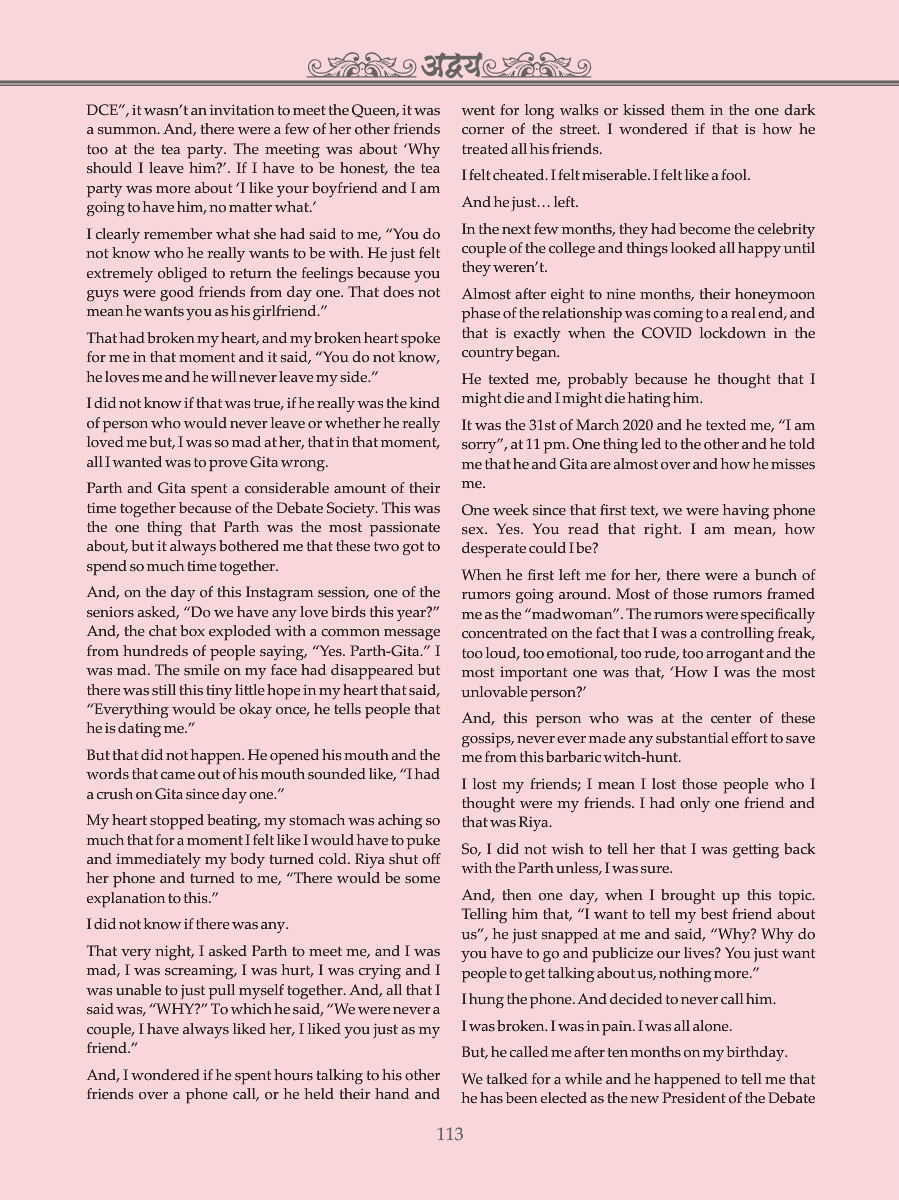 अद्वय
DCE”, it wasn’t an invitation to meet the Queen, it was
a summon. And, there were a few of her other friends
too at the tea party. The meeting was about ‘Why
should I leave him?’. If I have to be honest, the tea
party was more about ‘I like your boyfriend and I am
going to have him, no matter what.’
I clearly remember what she had said to me, “You do
not know who he really wants to be with. He just felt
extremely obliged to return the feelings because you
guys were good friends from day one. That does not
mean he wants you as his girlfriend.”
That had broken my heart, and my broken heart spoke
for me in that moment and it said, “You do not know,
he loves me and he will never leave my side.”
I did not know if that was true, if he really was the kind
of person who would never leave or whether he really
loved me but, I was so mad at her, that in that moment,
all I wanted was to prove Gita wrong.
Parth and Gita spent a considerable amount of their
time together because of the Debate Society. This was
the one thing that Parth was the most passionate
about, but it always bothered me that these two got to
spend so much time together.
And, on the day of this Instagram session, one of the
seniors asked, “Do we have any love birds this year?”
And, the chat box exploded with a common message
from hundreds of people saying, “Yes. Parth-Gita.” I
was mad. The smile on my face had disappeared but
there was still this tiny little hope in my heart that said,
“Everything would be okay once, he tells people that
he is dating me.”
But that did not happen. He opened his mouth and the
words that came out of his mouth sounded like, “I had
a crush on Gita since day one.”
My heart stopped beating, my stomach was aching so
much that for a moment I felt like I would have to puke
and immediately my body turned cold. Riya shut off
her phone and turned to me, “There would be some
explanation to this.”
I did not know if there was any.
That very night, I asked Parth to meet me, and I was
mad, I was screaming, I was hurt, I was crying and I
was unable to just pull myself together. And, all that I
said was, “WHY?” To which he said, “We were never a
couple, I have always liked her, I liked you just as my
friend.”
And, I wondered if he spent hours talking to his other
friends over a phone call, or he held their hand and
went for long walks or kissed them in the one dark
corner of the street. I wondered if that is how he
treated all his friends.
I felt cheated. I felt miserable. I felt like a fool.
And he just… left.
In the next few months, they had become the celebrity
couple of the college and things looked all happy until
they weren’t.
Almost after eight to nine months, their honeymoon
phase of the relationship was coming to a real end, and
that is exactly when the COVID lockdown in the
country began.
He texted me, probably because he thought that I
might die and I might die hating him.
It was the 31st of March 2020 and he texted me, “I am
sorry”, at 11 pm. One thing led to the other and he told
me that he and Gita are almost over and how he misses
me.
One week since that first text, we were having phone
sex. Yes. You read that right. I am mean, how
desperate could I be?
When he first left me for her, there were a bunch of
rumors going around. Most of those rumors framed
me as the “madwoman”. The rumors were specifically
concentrated on the fact that I was a controlling freak,
too loud, too emotional, too rude, too arrogant and the
most important one was that, ‘How I was the most
unlovable person?’
And, this person who was at the center of these
gossips, never ever made any substantial effort to save
me from this barbaric witch-hunt.
I lost my friends; I mean I lost those people who I
thought were my friends. I had only one friend and
that was Riya.
So, I did not wish to tell her that I was getting back
with the Parth unless, I was sure.
And, then one day, when I brought up this topic.
Telling him that, “I want to tell my best friend about
us”, he just snapped at me and said, “Why? Why do
you have to go and publicize our lives? You just want
people to get talking about us, nothing more.”
I hung the phone. And decided to never call him.
I was broken. I was in pain. I was all alone.
But, he called me after ten months on my birthday.
We talked for a while and he happened to tell me that
he has been elected as the new President of the Debate
113